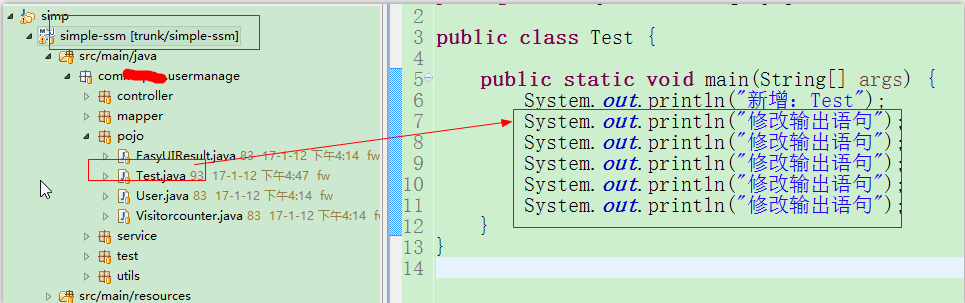 simp
simple-ssm [trunk/simple-ssm]
src/main/java
com usermanage
controller
mapper
pojo
EasyUIResult.java 83 17-1-12 下午4:14 fw
Test.java 93 17-1-12 下午4:47 fw
User.java 83 17-1-12 下午4:14 fw
Visitorcounter.java 83 17-1-12 下午4:14 fw
service
test
utils
src/main/resources
2
3 public class Test {
4
5 public static void main(String[] args) {
6 System.out.println("新增: Test");
7 System.out.println("修改输出语句");
8 System.out.println("修改输出语句");
9 System.out.println("修改输出语句");
10 System.out.println("修改输出语句");
11 System.out.println("修改输出语句");
12 }
13 }
14